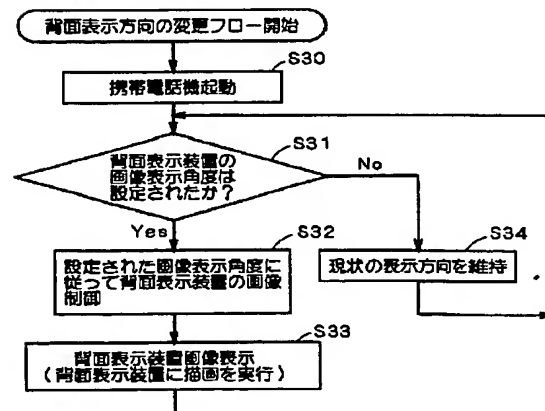 背面表示方向の変更フロー開始
S30
携帯電話機起動
S31
背面表示装置の
画像表示角度は
設定されたか？
No
Yes
S32
S34
設定された画像表示角度に
従って背面表示装置の画像
制御
現状の表示方向を維持
S33
背面表示装置画像表示
（背面表示装置に描画を実行）